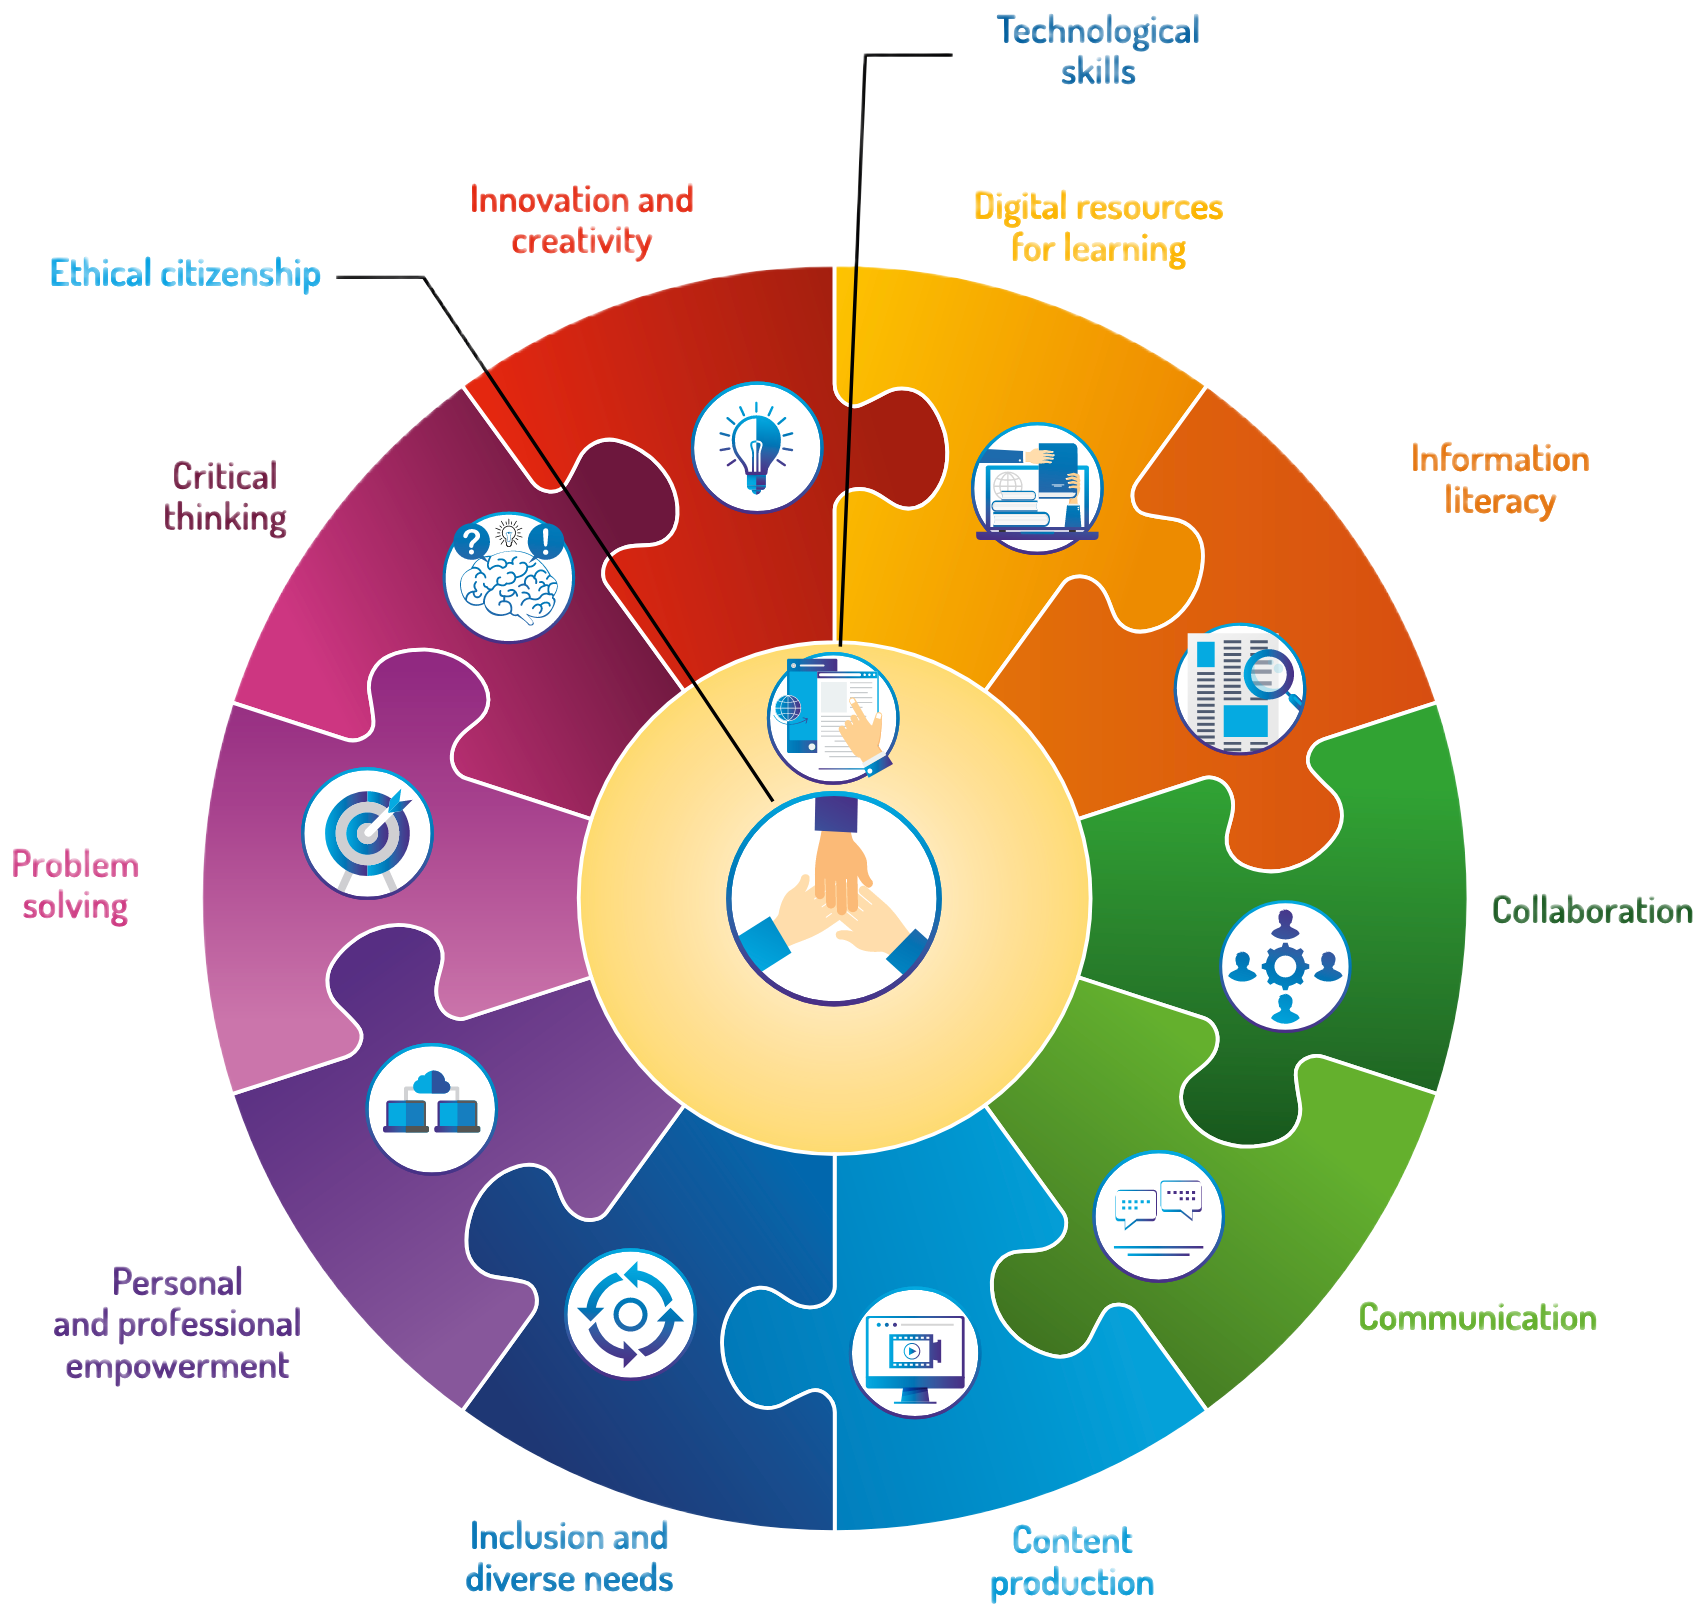 Technological
skills
Innovation and
creativity
Digital resources
for learning
Ethical citizenship
Critical
thinking
Information
literacy
? !
Problem
solving
Collaboration
Personal
and professional
empowerment
Communication
Inclusion and
diverse needs
Content
production